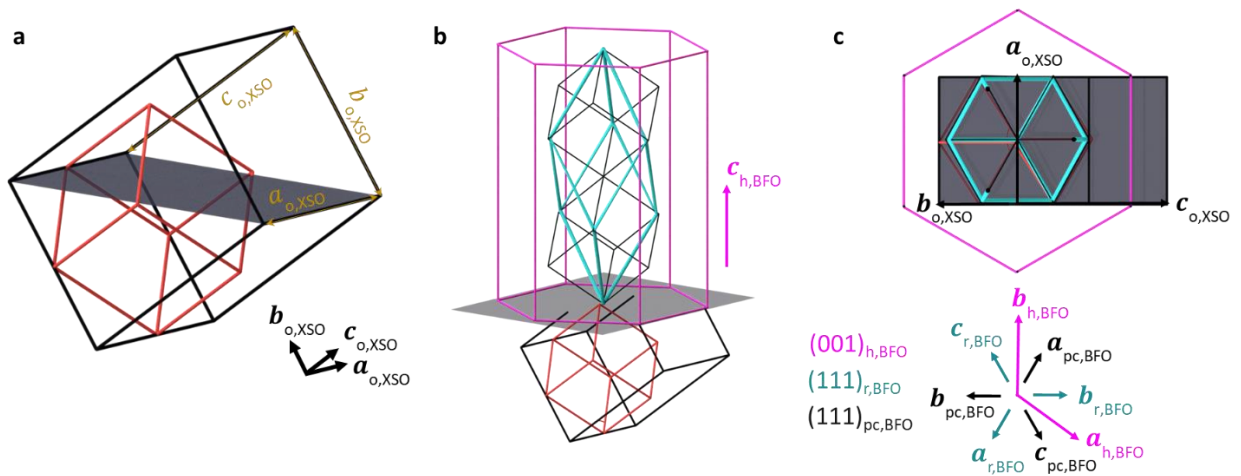 a
c o,XSO
b o,XSO
a o,XSO
b o,XSO
c o,XSO
a o,XSO
b
c h,BFO
c
a o,XSO
b o,XSO
c o,XSO
b h,BFO
c r,BFO
a pc,BFO
(001)h,BFO
(111)r,BFO
(111)pc,BFO
b pc,BFO
b r,BFO
a r,BFO
c pc,BFO
a h,BFO